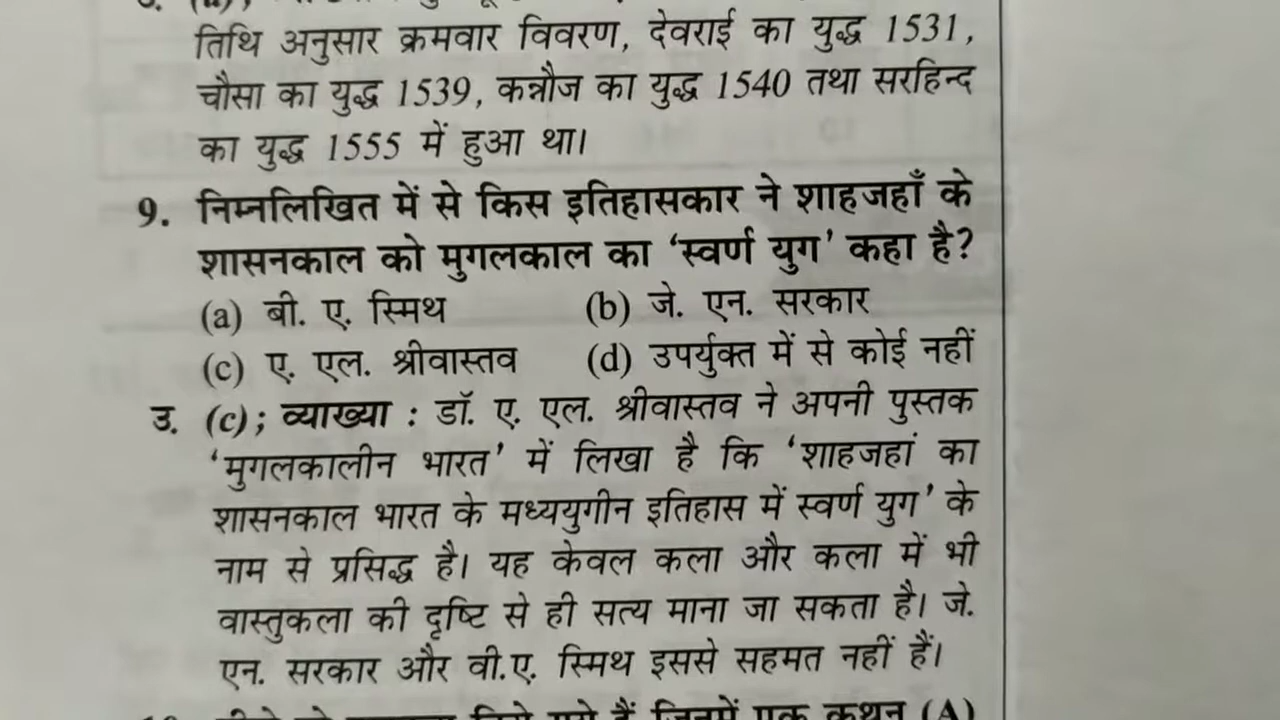 तिथि अनुसार क्रमवार विवरण, देवराई का युद्ध 1531,
चौसा का युद्ध 1539, कन्नौज का युद्ध 1540 तथा सरहिन्द
का युद्ध 1555 में हुआ था।
9. निम्नलिखित में से किस इतिहासकार ने शाहजहाँ के
शासनकाल को मुगलकाल का ‘स्वर्ण युग’ कहा है?
(a) बी. ए. स्मिथ (b) जे. एन. सरकार
(c) ए. एल. श्रीवास्तव (d) उपर्युक्त में से कोई नहीं
उ. (c); व्याख्या : डॉ. ए. एल. श्रीवास्तव ने अपनी पुस्तक
‘मुगलकालीन भारत’ में लिखा है कि ‘शाहजहां का
शासनकाल भारत के मध्ययुगीन इतिहास में स्वर्ण युग’ के
नाम से प्रसिद्ध है। यह केवल कला और कला में भी
वास्तुकला की दृष्टि से ही सत्य माना जा सकता है। जे.
एन. सरकार और वी.ए. स्मिथ इससे सहमत नहीं हैं।
कथन (A)